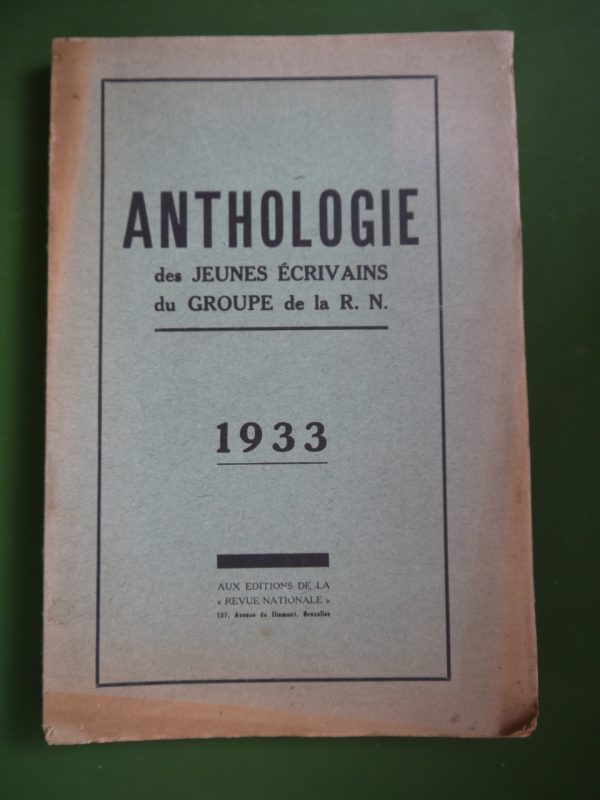 ANTHOLOGIE
des JEUNES ÉCRIVAINS
du GROUPE de la R. N.
1933
AUX EDITIONS DE LA
« REVUE NATIONALE »
157, Avenue du Diamant, Bruxelles